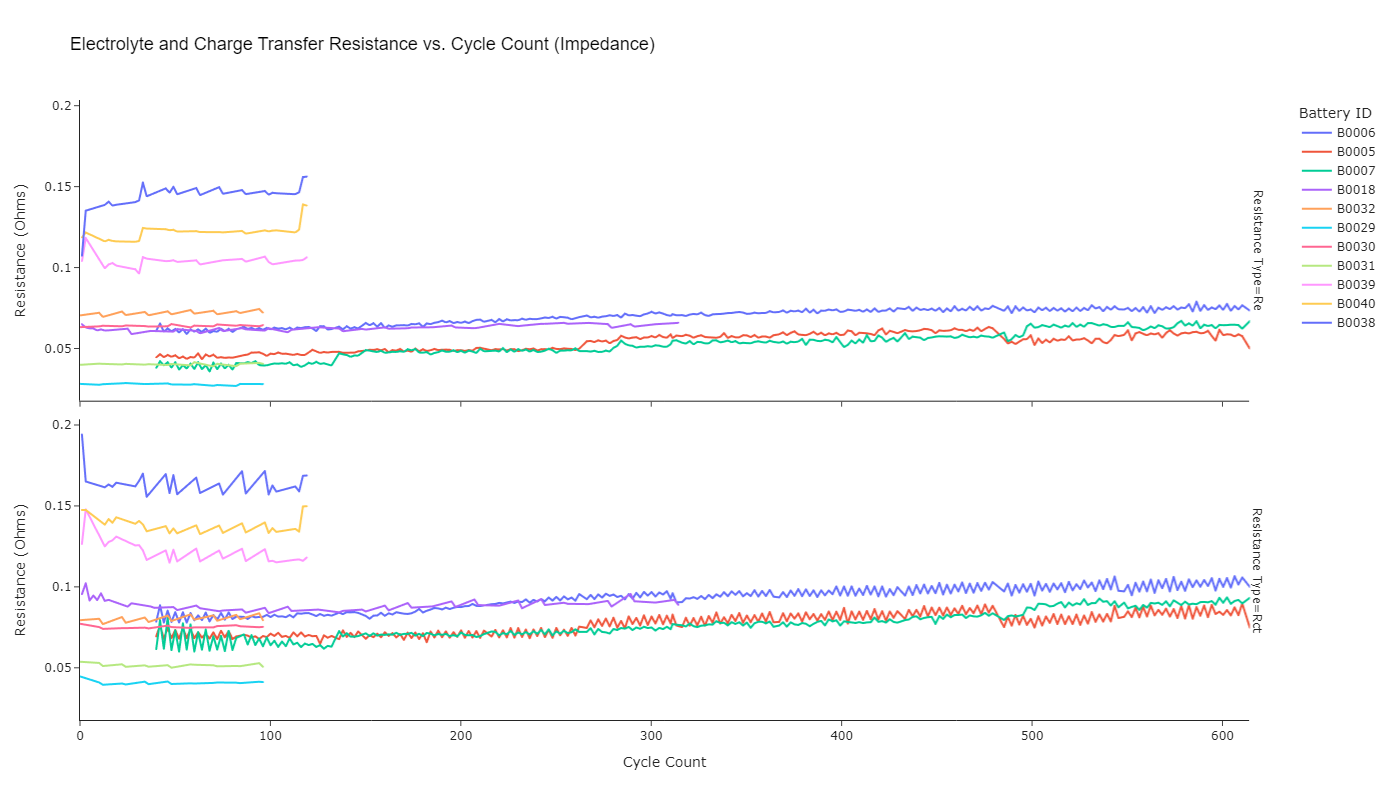 Electrolyte and Charge Transfer Resistance vs. Cycle Count (Impedance)
0.2
0.15
0.1
0.05
Resistance (Ohms)
Resistance Type=Re
0.2
0.15
0.1
0.05
Resistance (Ohms)
Resistance Type=Rct
0 100 200 300 400 500 600
Cycle Count
Battery ID
B0006
B0005
B0007
B0018
B0032
B0029
B0030
B0031
B0039
B0040
B0038